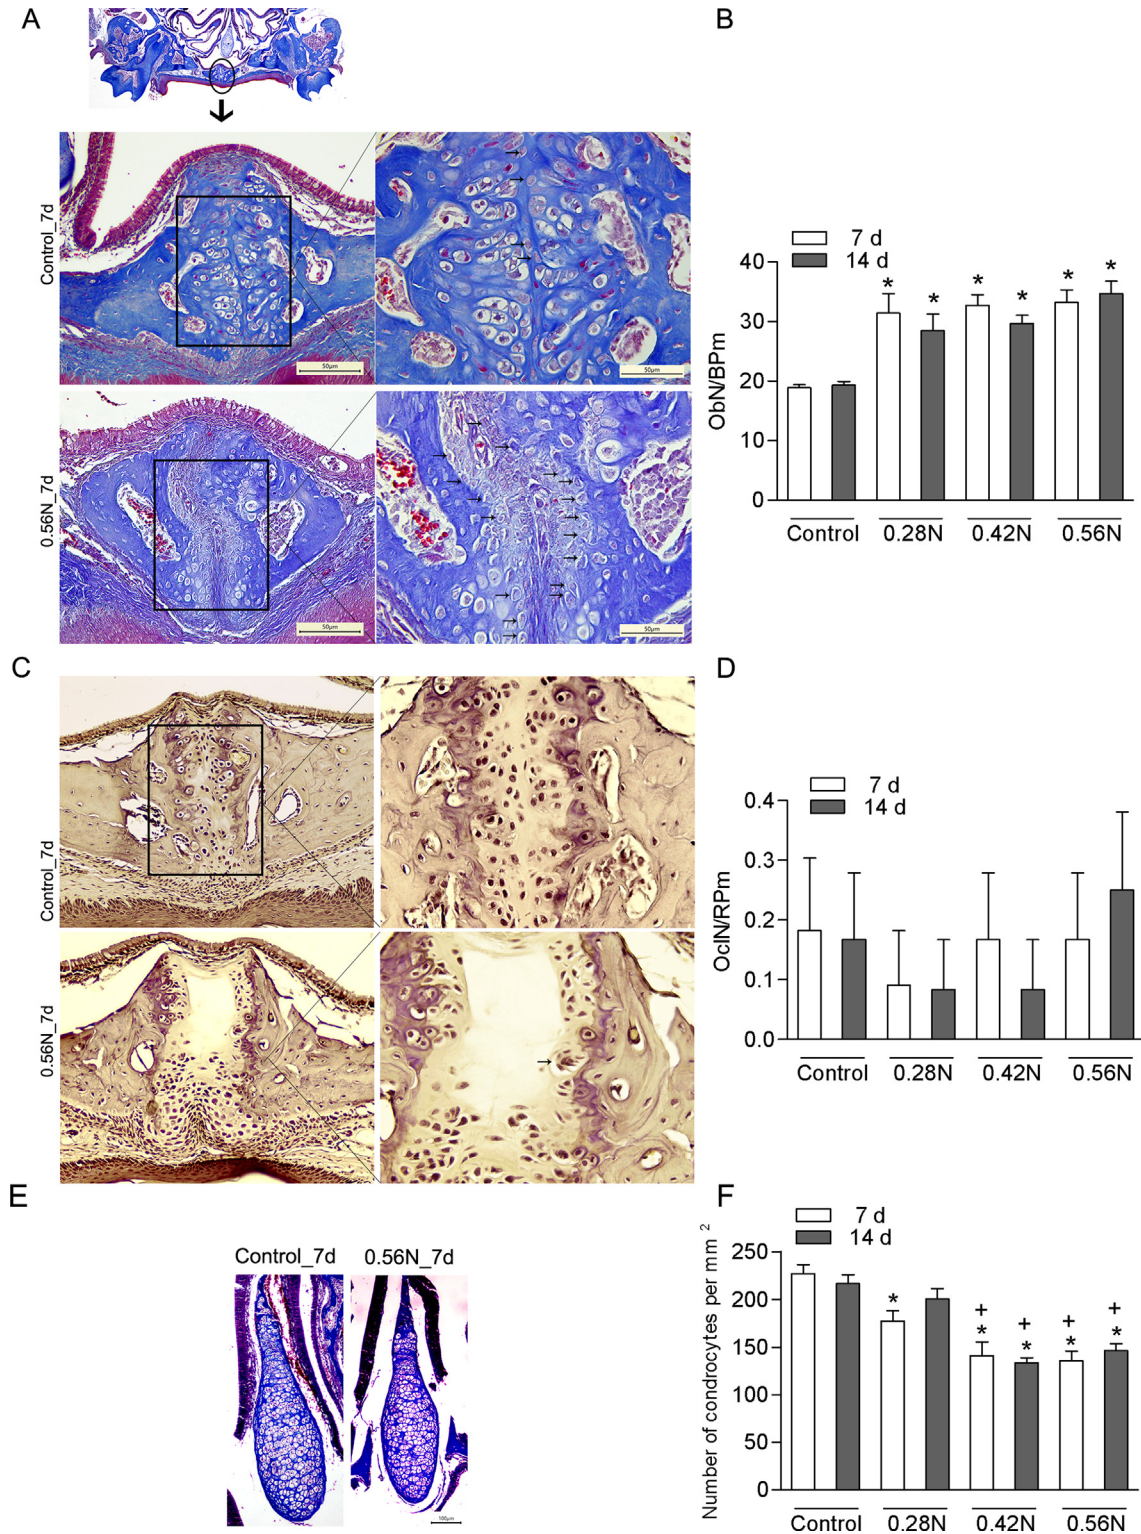 A
Control_7d
50µm
50µm
0.56N_7d
50µm
50µm
B
7 d
14 d
ObN/BPm
40
30
20
10
0
* * * * * *
Control 0.28N 0.42N 0.56N
C
Control_7d
0.56N_7d
D
7 d
14 d
OclN/RPm
0.4
0.3
0.2
0.1
0.0
Control 0.28N 0.42N 0.56N
E
Control_7d 0.56N_7d
100µm
F
7 d
14 d
Number of condrocytes per mm 2
250
200
150
100
50
0
+ + + +
* * * * *
Control 0.28N 0.42N 0.56N